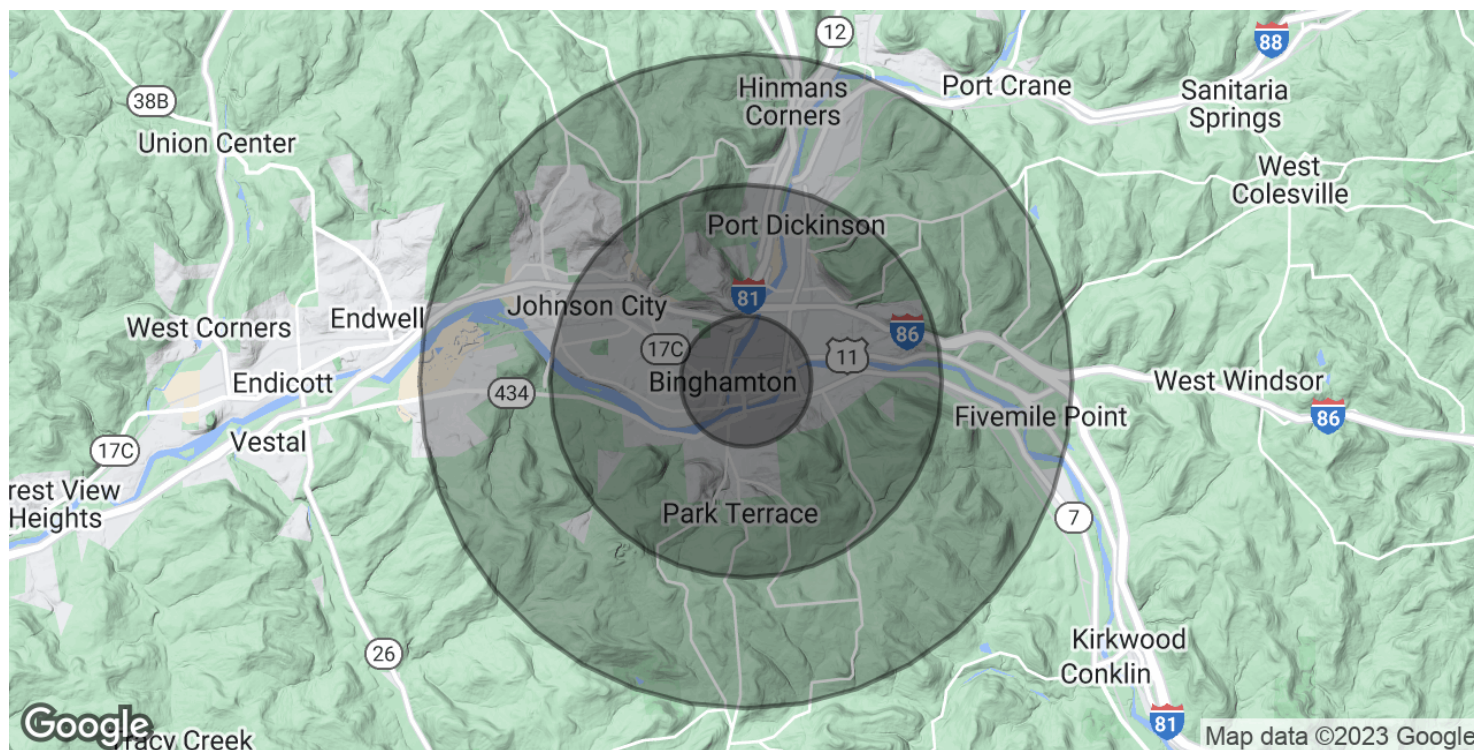 12
88
Hinmans
Corners
Port Crane
Sanitaria
Springs
38B
Union Center
West
Colesville
Port Dickinson
81
Johnson City
Endwell
West Corners
86
17C
11
Binghamton
Endicott
434
West Windsor
Fivemile Point
86
17C
Vestal
rest View
Heights
Park Terrace
7
26
Kirkwood
Conklin
81
Google
Tracy Creek
Map data ©2023 Google